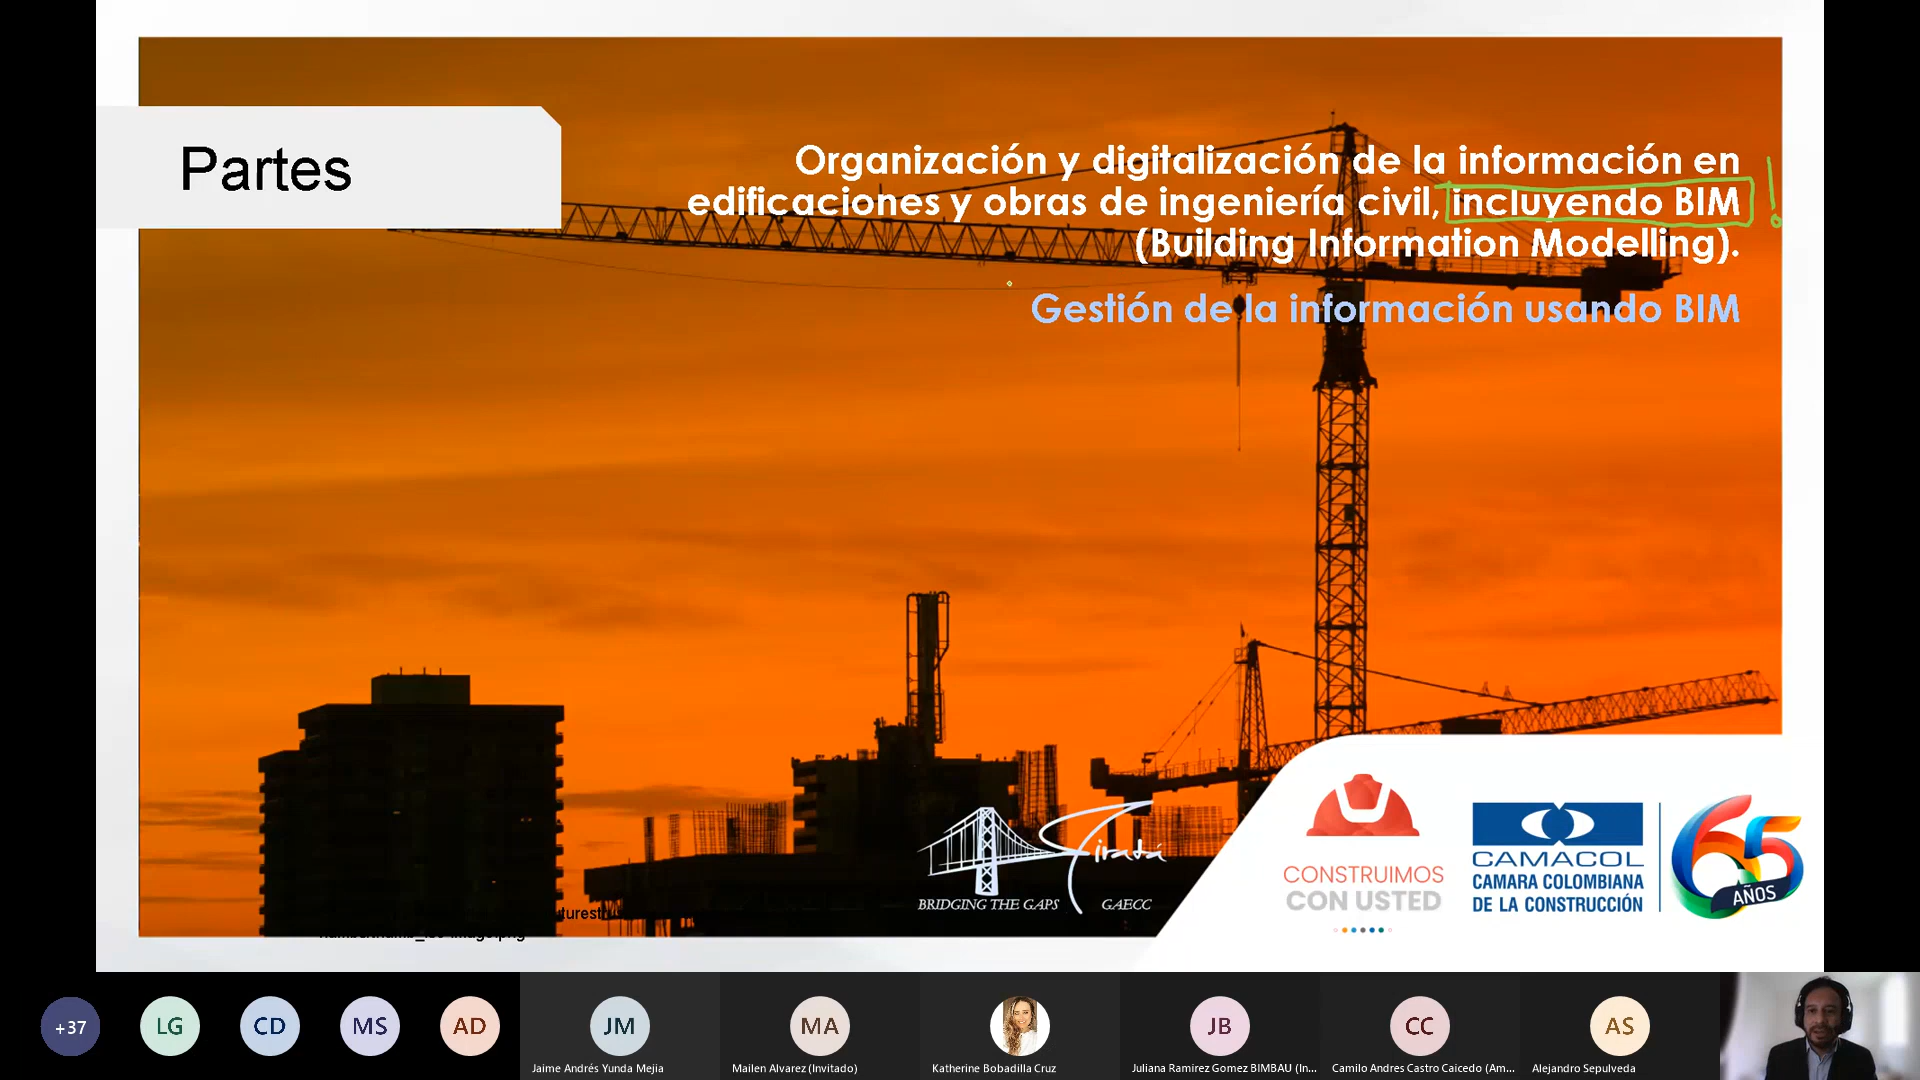 Partes
Organización y digitalización de la información en
edificaciones y obras de ingeniería civil, incluyendo BIM
(Building Information Modelling).
Gestión de la información usando BIM
BRIDGING THE GAPS GAECC
CONSTRUIMOS
CON USTED
CAMACOL
CAMARA COLOMBIANA
DE LA CONSTRUCCIÓN
65
AÑOS
+37
LG
CD
MS
AD
JM
MA
JB
CC
AS
Jaime Andrés Yunda Mejia
Mailen Alvarez (Invitado)
Katherine Bobadilla Cruz
Juliana Ramirez Gomez BIMBAU (In...
Camilo Andres Castro Caicedo (Am...
Alejandro Sepulveda